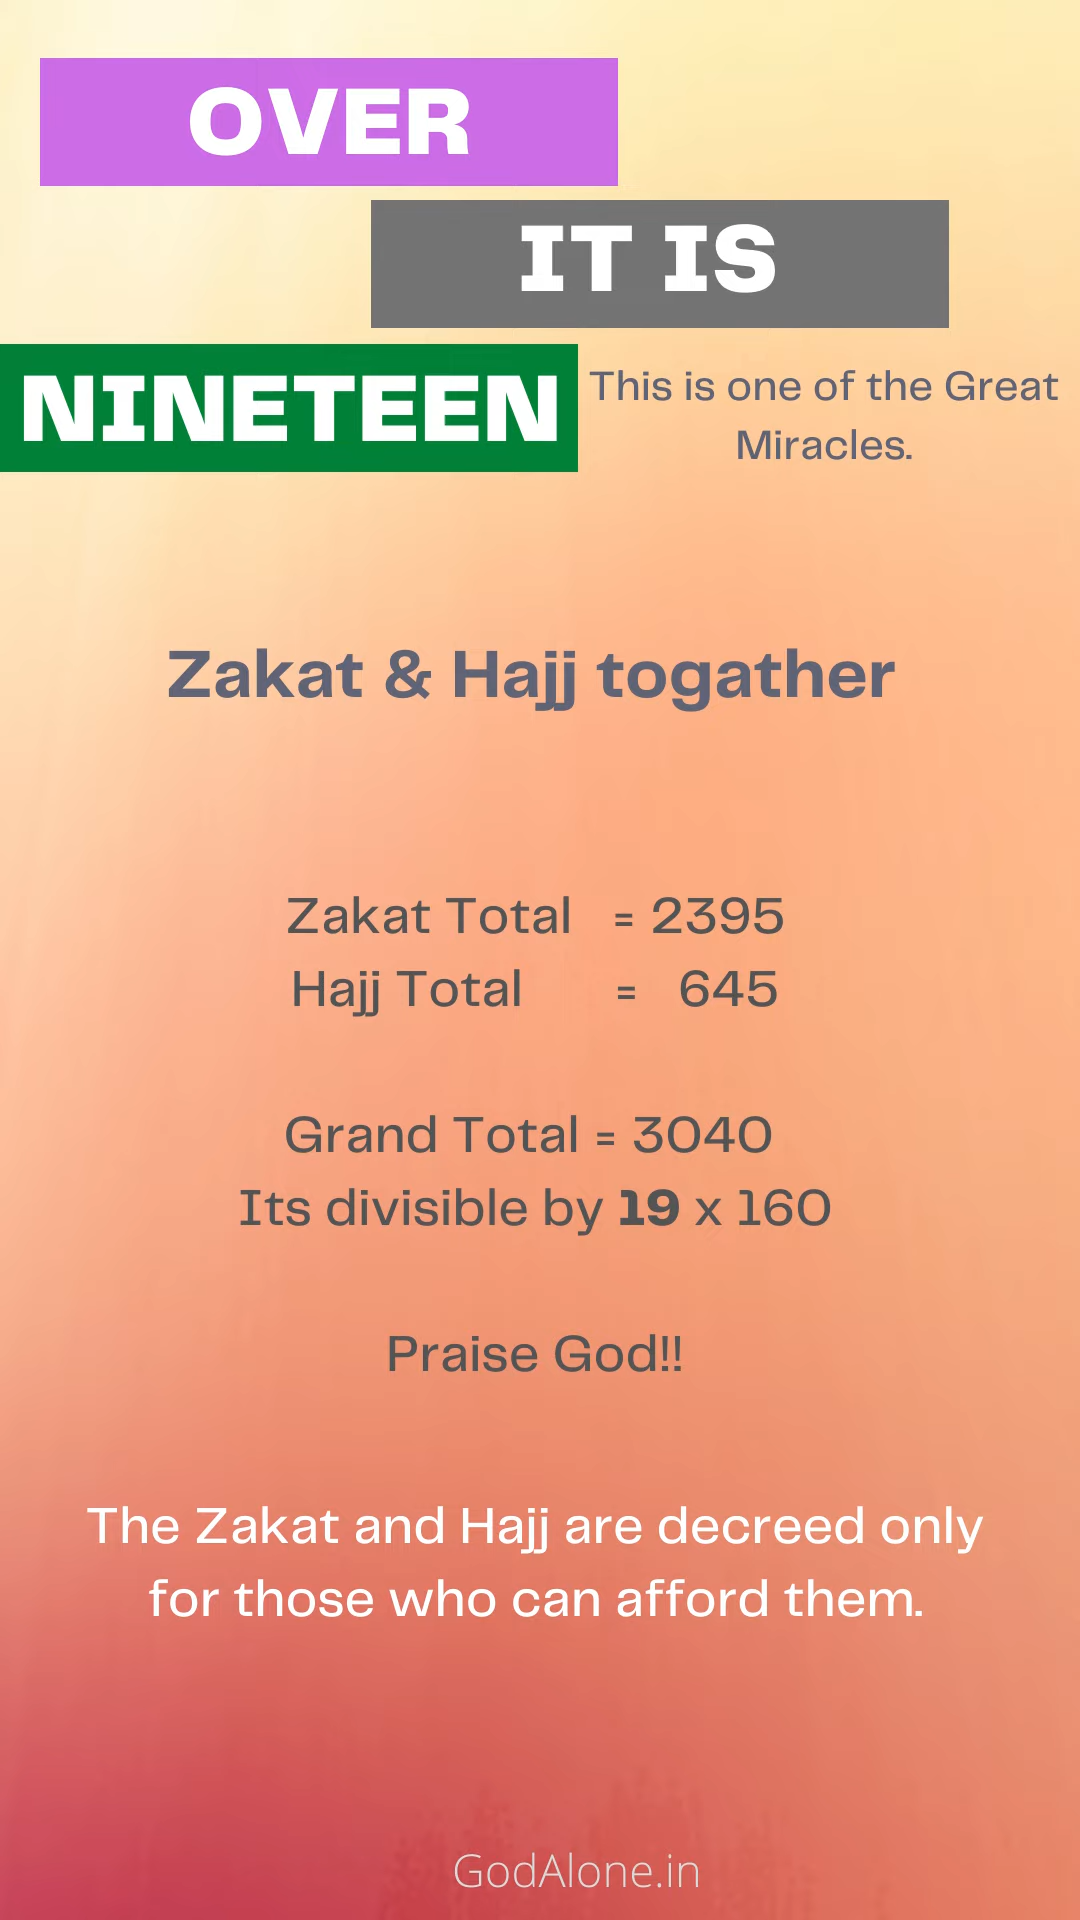 OVER
IT IS
NINETEEN
This is one of the Great
Miracles.
Zakat & Hajj togather
Zakat Total = 2395
Hajj Total = 645
Grand Total = 3040
Its divisible by 19 x 160
Praise God!!
The Zakat and Hajj are decreed only
for those who can afford them.
GodAlone.in